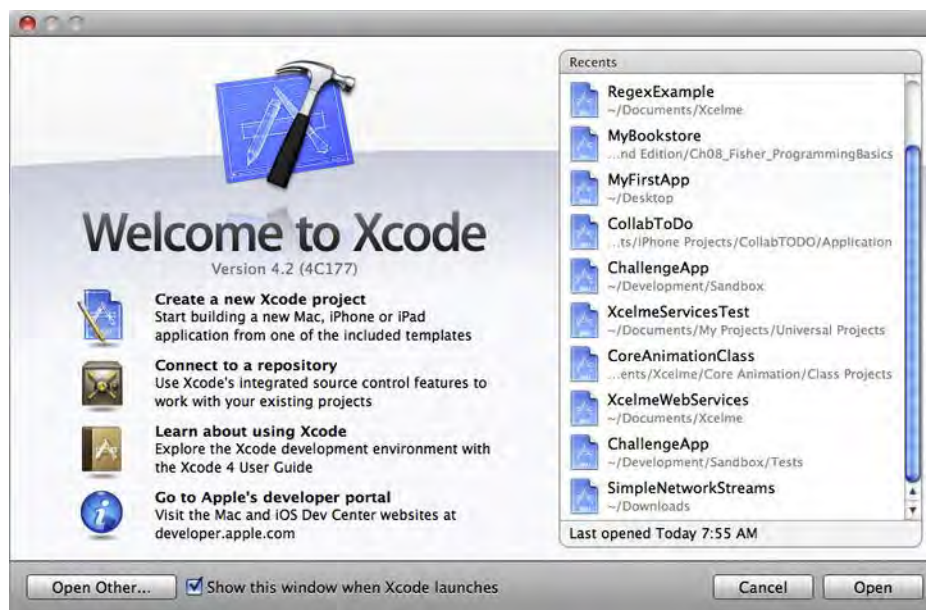 Welcome to Xcode
Version 4.2 (4C177)
Create a new Xcode project
Start building a new Mac, iPhone or iPad
application from one of the included templates
Connect to a repository
Use Xcode's integrated source control features to
work with your existing projects
Learn about using Xcode
Explore the Xcode development environment with
the Xcode 4 User Guide
Go to Apple's developer portal
Visit the Mac and iOS Dev Center websites at
developer.apple.com
Recents
RegexExample
~/Documents/Xcelme
MyBookstore
...nd Edition/Ch08_Fisher_ProgrammingBasics
MyFirstApp
~/Desktop
CollabToDo
...ts/iPhone Projects/CollabTODO/Application
ChallengeApp
~/Development/Sandbox
XcelmeServicesTest
~/Documents/My Projects/Universal Projects
CoreAnimationClass
...ents/Xcelme/Core Animation/Class Projects
XcelmeWebServices
~/Documents/Xcelme
ChallengeApp
~/Development/Sandbox/Tests
SimpleNetworkStreams
~/Downloads
Last opened Today 7:55 AM
Open Other... Show this window when Xcode launches Cancel Open